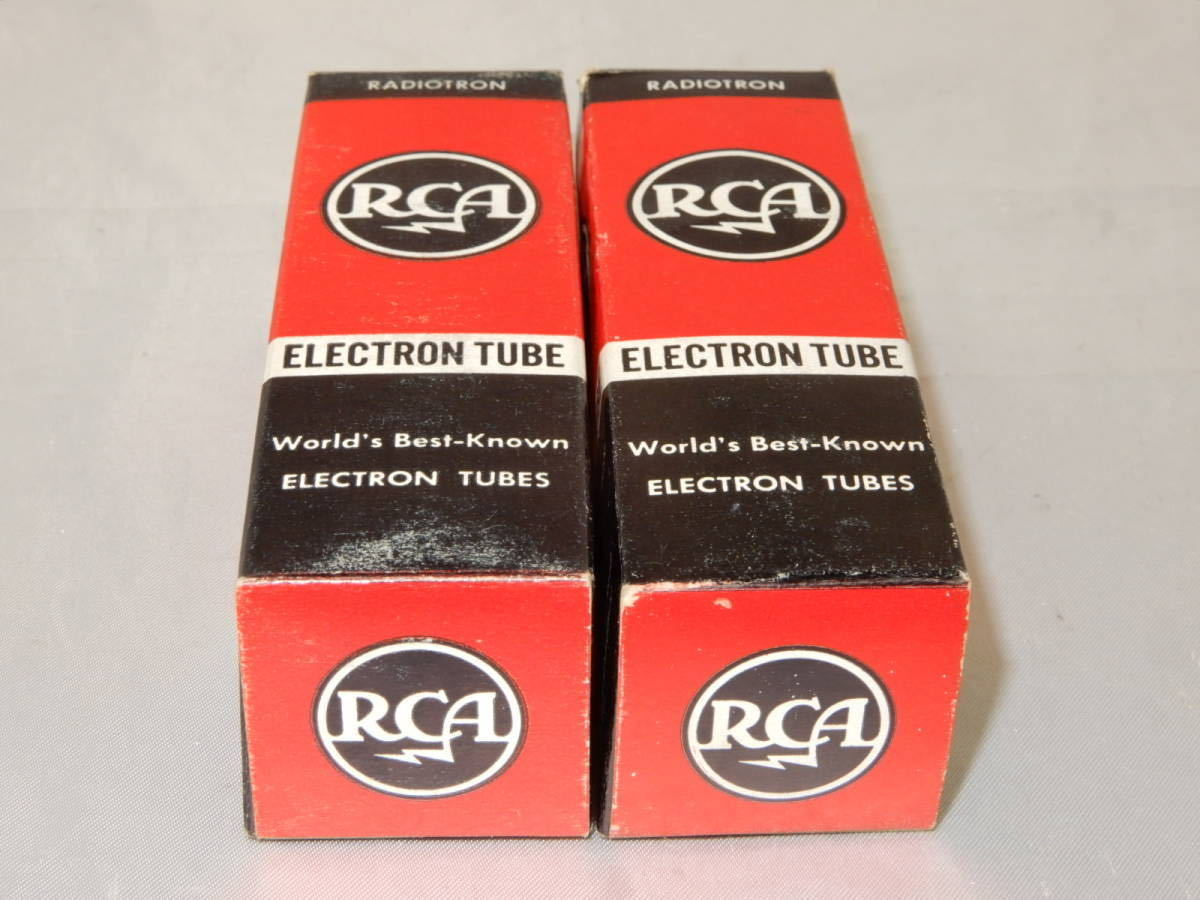 RADIOTRON
RCA
ELECTRON TUBE
World's Best-Known
ELECTRON TUBES
RCA
RADIOTRON
RCA
ELECTRON TUBE
World's Best-Known
ELECTRON TUBES
RCA